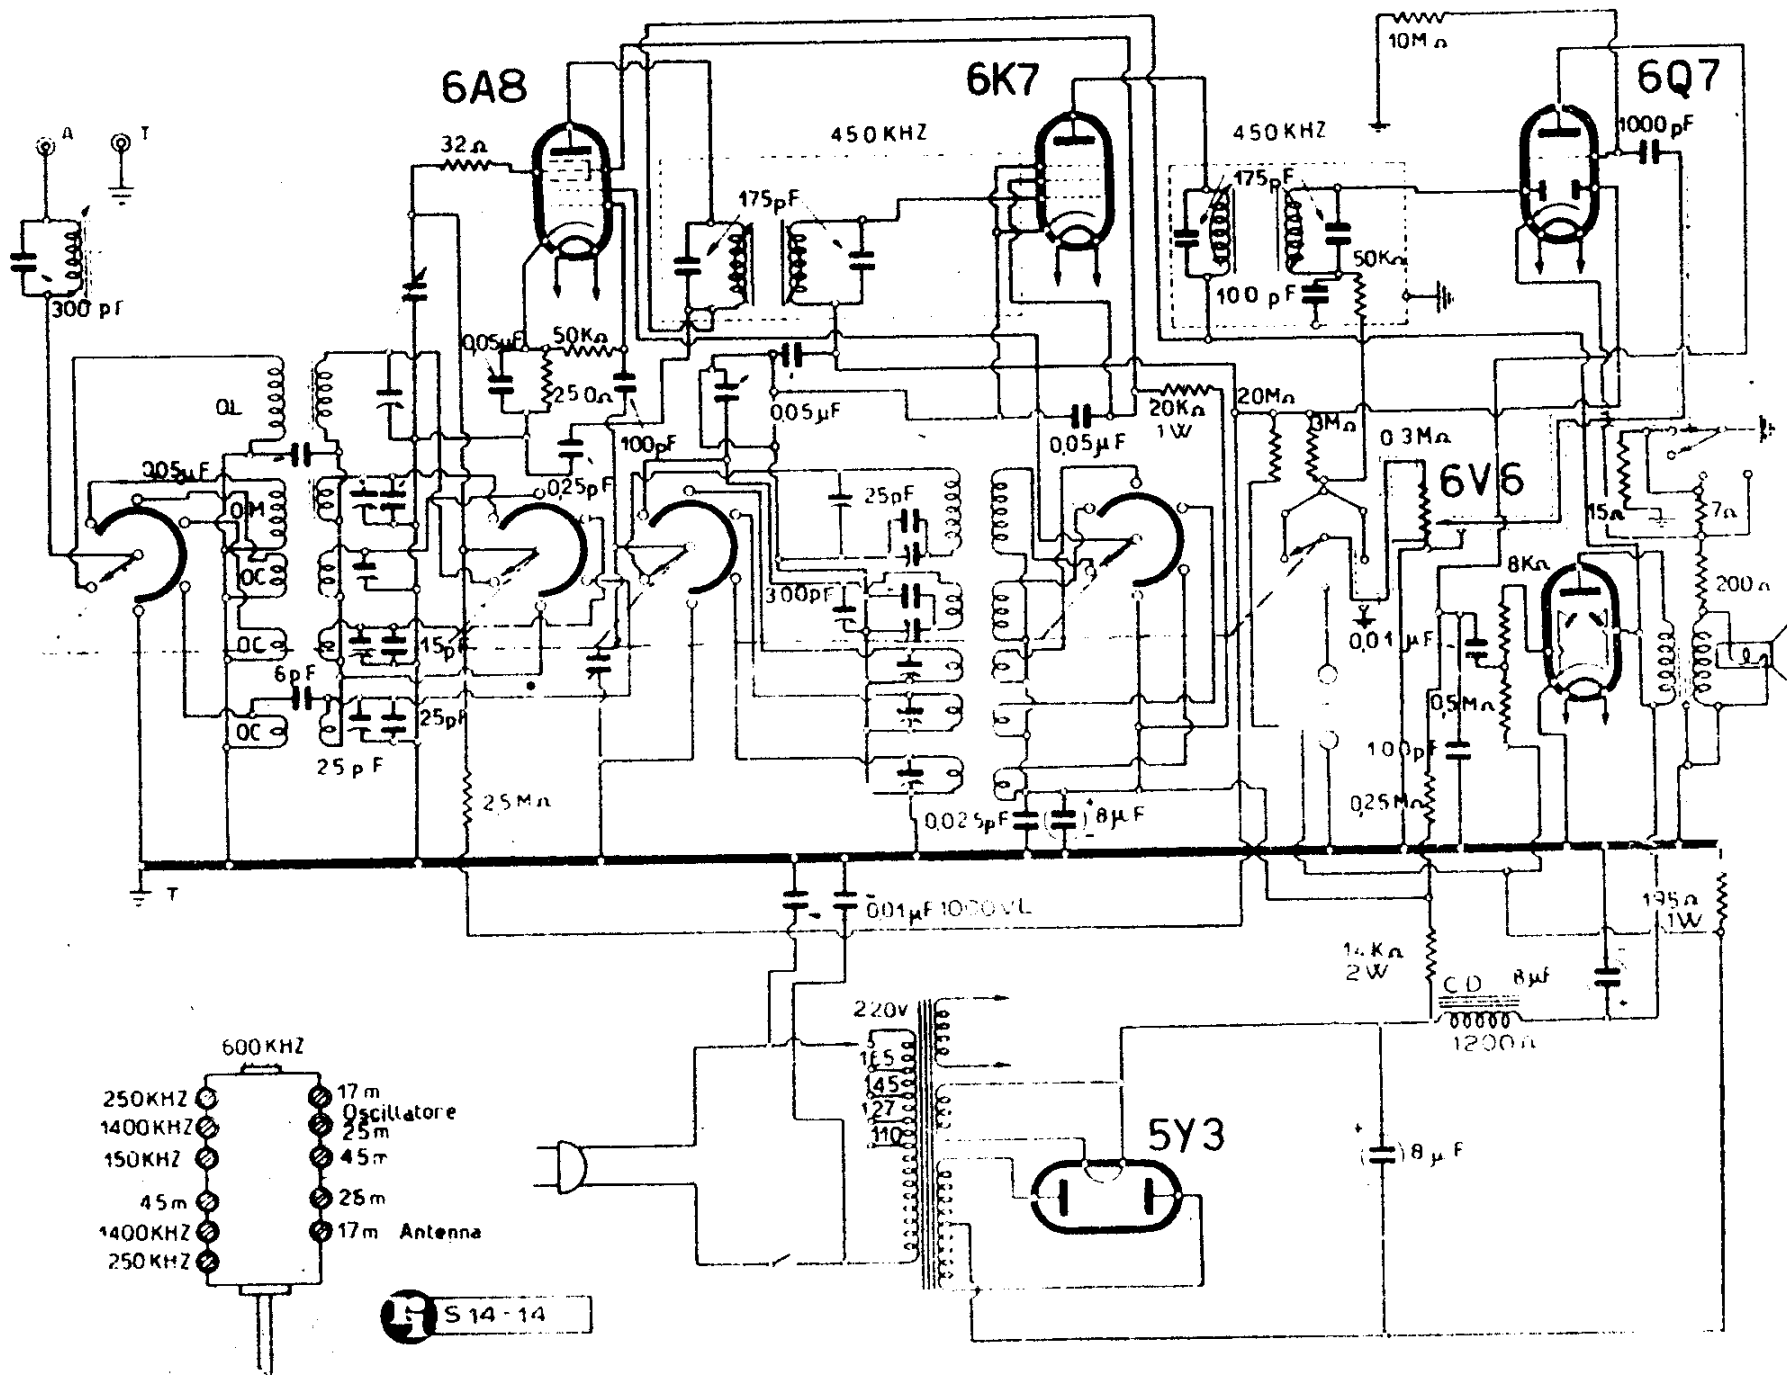 6A8
6K7
6Q7
10MΩ
1000pF
A
T
32Ω
450KHZ
450KHZ
175pF
175pF
50KΩ
100pF
300pF
0,05µF
50KΩ
250Ω
100pF
0,25pF
0,05µF
0,05µF
20KΩ
1W
20MΩ
3MΩ
0.3MΩ
6V6
OL
0,05µF
OM
OC
OC
OC
6pF
15pF
25pF
25pF
25pF
300pF
15Ω
7Ω
8KΩ
200Ω
0,01µF
0,5MΩ
100pF
0,25MΩ
2,5MΩ
0,025pF
8µF
T
0,01µF 1000VL
195Ω
1W
14KΩ
2W
CD
8µF
1200Ω
220V
165
145
127
110
5Y3
8µF
600KHZ
250KHZ
1400KHZ
150KHZ
45m
1400KHZ
250KHZ
17m
Oscillatore
25m
45m
17m Antenna
S 14-14